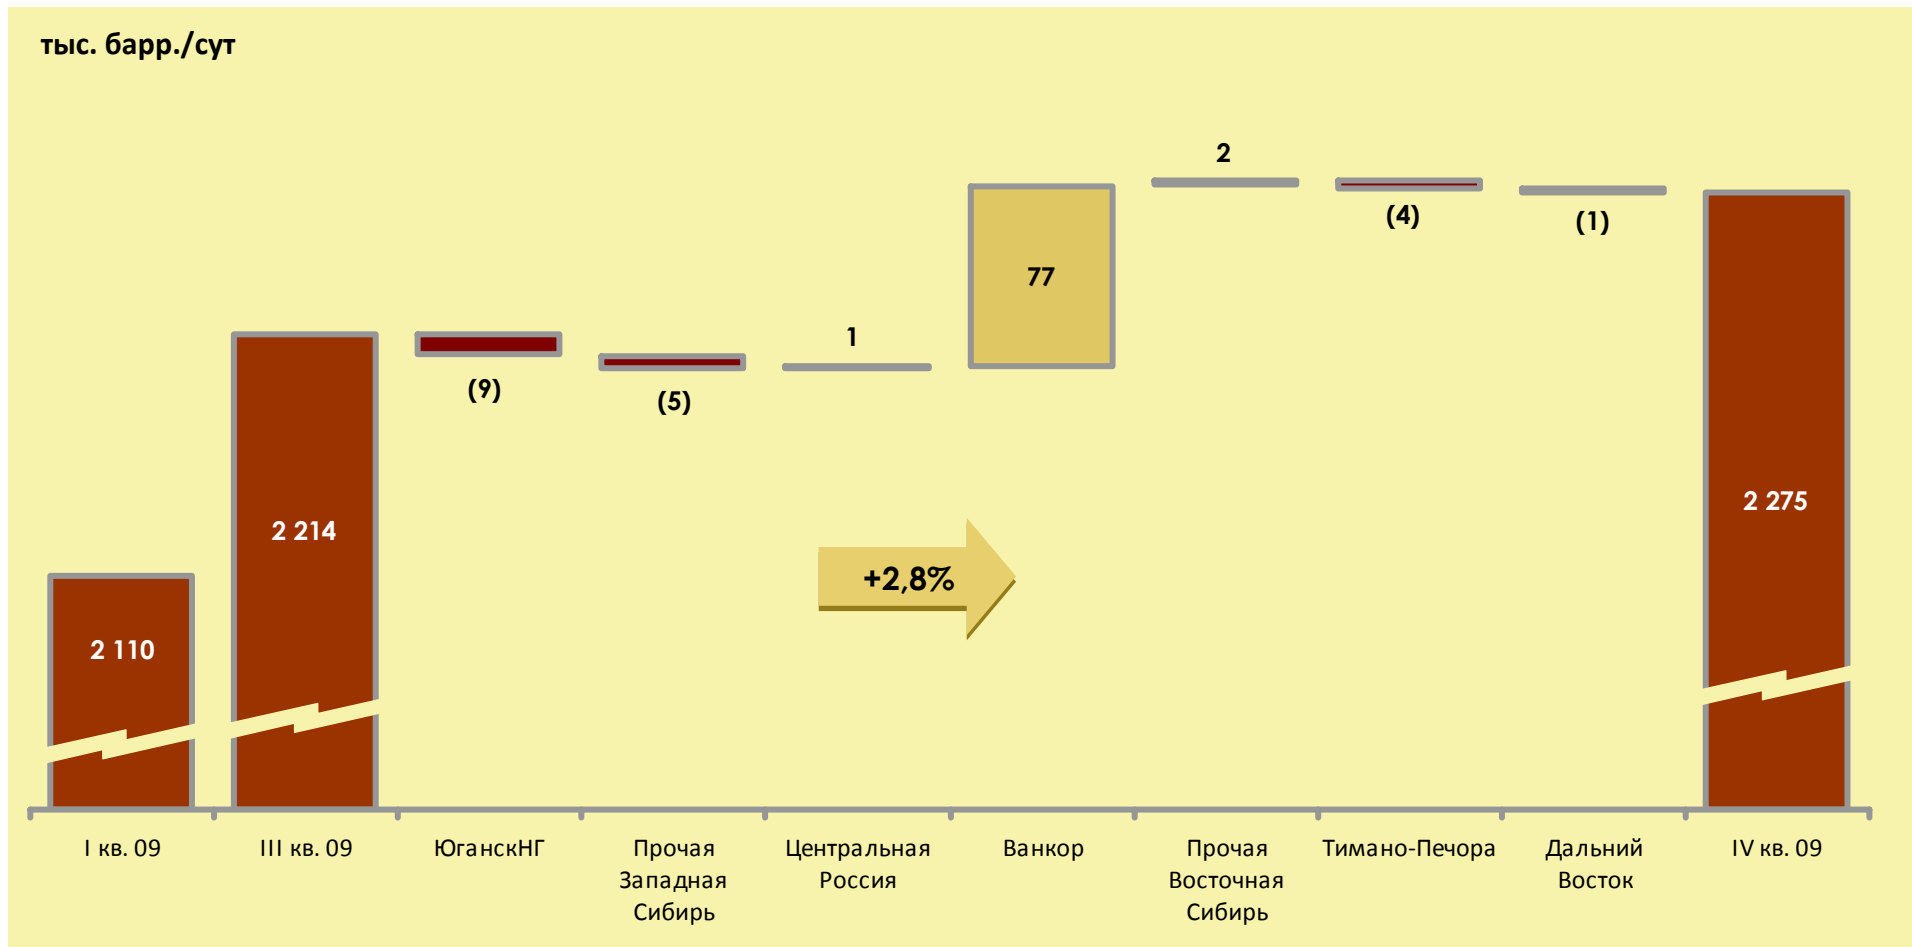 тыс. барр./сут
2
(4)
(1)
77
1
(9)
(5)
2 275
2 214
+2,8%
2 110
I кв. 09
III кв. 09
ЮганскНГ
Прочая
Западная
Сибирь
Центральная
Россия
Ванкор
Прочая
Восточная
Сибирь
Тимано-Печора
Дальний
Восток
IV кв. 09